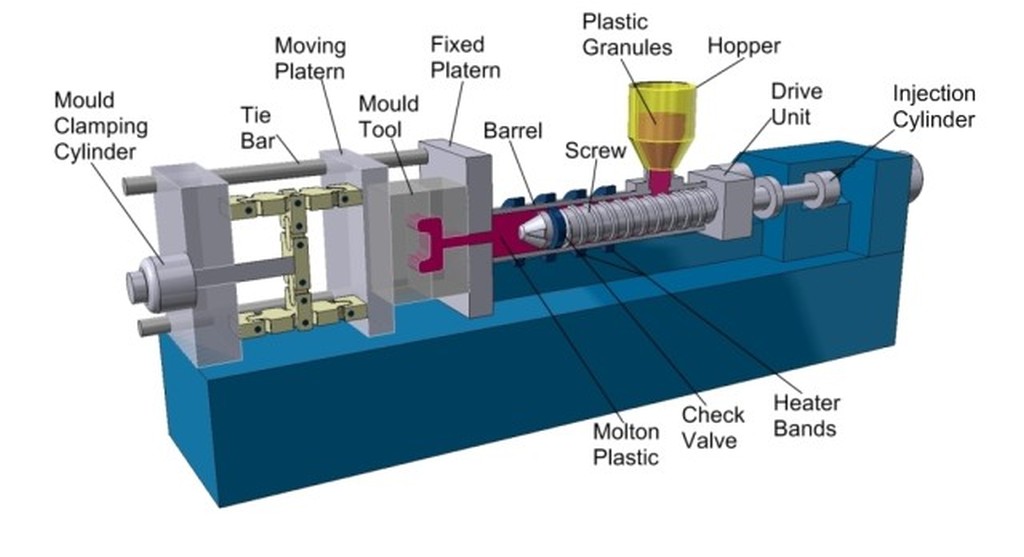 Plastic
Granules
Hopper
Moving
Platern
Fixed
Platern
Mould
Clamping
Cylinder
Tie
Bar
Mould
Tool
Barrel
Screw
Drive
Unit
Injection
Cylinder
Molton
Plastic
Check
Valve
Heater
Bands